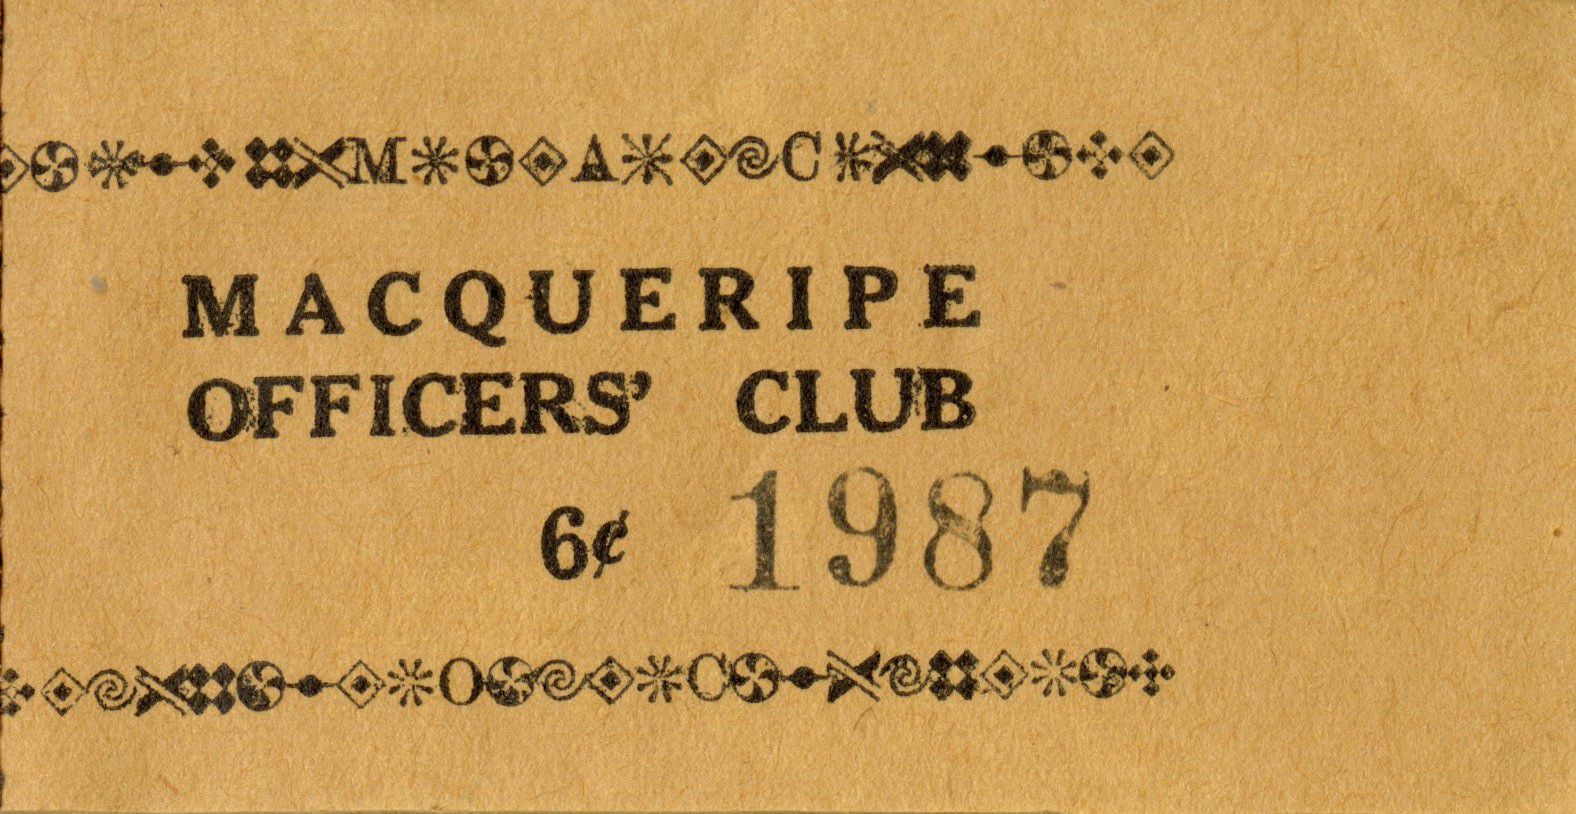 M A C
MACQUERIPE
OFFICERS' CLUB
6¢ 1987
O C